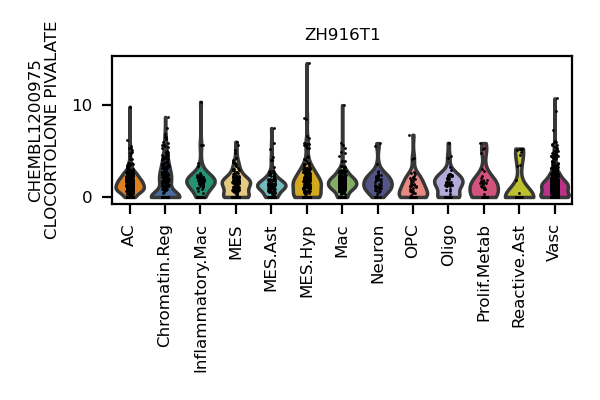 ZH916T1
CHEMBL1200975
CLOCORTOLONE PIVALATE
10
0
AC
Chromatin.Reg
Inflammatory.Mac
MES
MES.Ast
MES.Hyp
Mac
Neuron
OPC
Oligo
Prolif.Metab
Reactive.Ast
Vasc